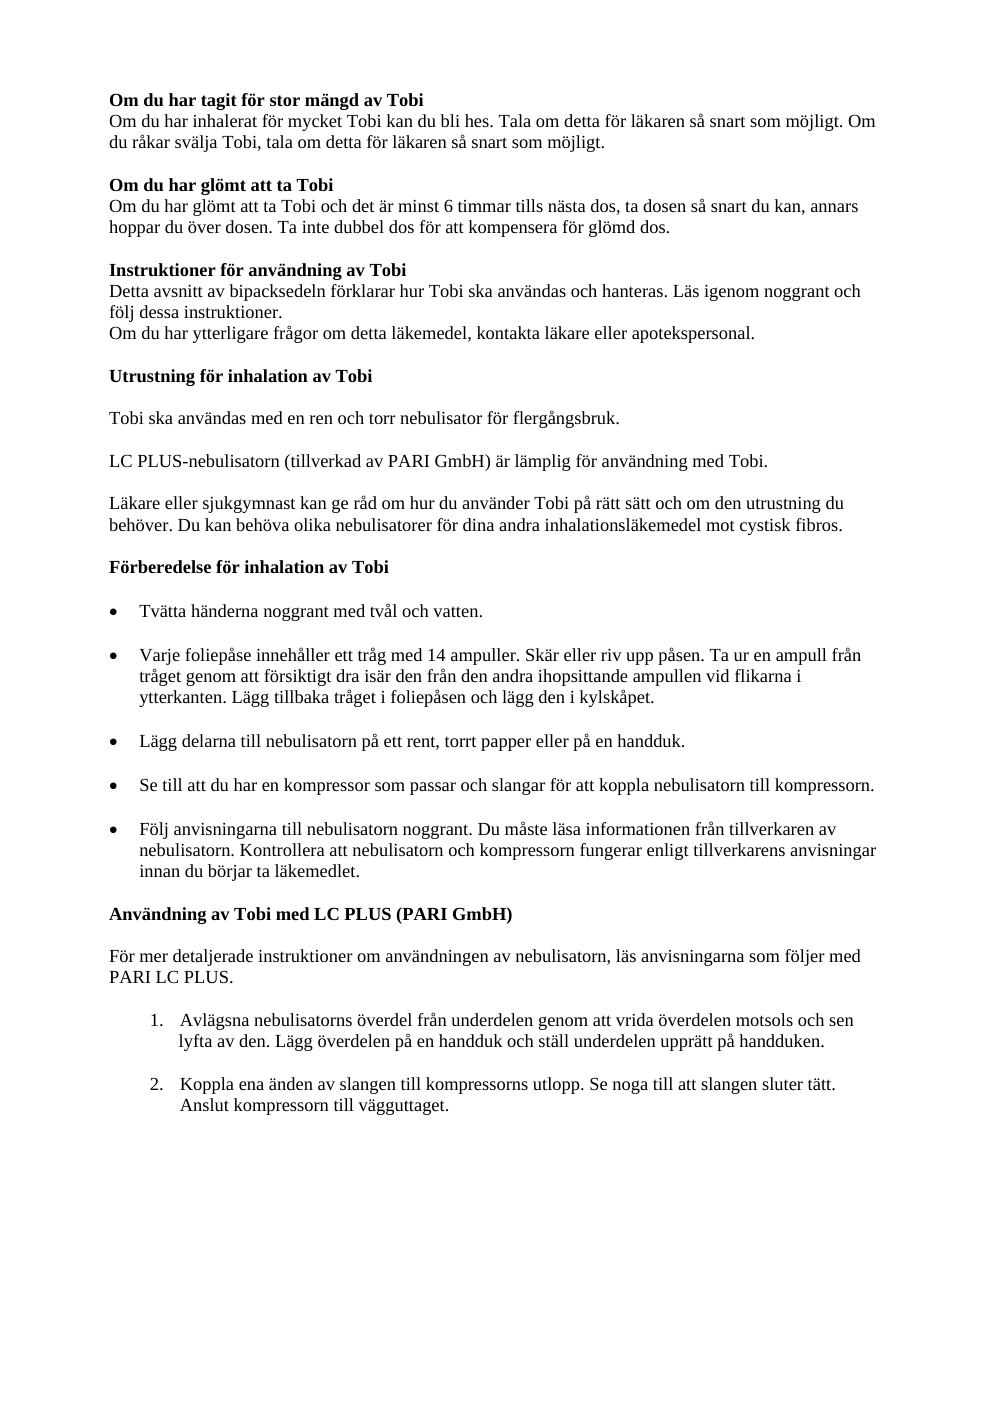 Om du har tagit för stor mängd av Tobi
Om du har inhalerat för mycket Tobi kan du bli hes. Tala om detta för läkaren så snart som möjligt. Om
du råkar svälja Tobi, tala om detta för läkaren så snart som möjligt.
Om du har glömt att ta Tobi
Om du har glömt att ta Tobi och det är minst 6 timmar tills nästa dos, ta dosen så snart du kan, annars
hoppar du över dosen. Ta inte dubbel dos för att kompensera för glömd dos.
Instruktioner för användning av Tobi
Detta avsnitt av bipacksedeln förklarar hur Tobi ska användas och hanteras. Läs igenom noggrant och
följ dessa instruktioner.
Om du har ytterligare frågor om detta läkemedel, kontakta läkare eller apotekspersonal.
Utrustning för inhalation av Tobi
Tobi ska användas med en ren och torr nebulisator för flergångsbruk.
LC PLUS-nebulisatorn (tillverkad av PARI GmbH) är lämplig för användning med Tobi.
Läkare eller sjukgymnast kan ge råd om hur du använder Tobi på rätt sätt och om den utrustning du
behöver. Du kan behöva olika nebulisatorer för dina andra inhalationsläkemedel mot cystisk fibros.
Förberedelse för inhalation av Tobi
• Tvätta händerna noggrant med tvål och vatten.
• Varje foliepåse innehåller ett tråg med 14 ampuller. Skär eller riv upp påsen. Ta ur en ampull från
tråget genom att försiktigt dra isär den från den andra ihopsittande ampullen vid flikarna i
ytterkanten. Lägg tillbaka tråget i foliepåsen och lägg den i kylskåpet.
• Lägg delarna till nebulisatorn på ett rent, torrt papper eller på en handduk.
• Se till att du har en kompressor som passar och slangar för att koppla nebulisatorn till kompressorn.
• Följ anvisningarna till nebulisatorn noggrant. Du måste läsa informationen från tillverkaren av
nebulisatorn. Kontrollera att nebulisatorn och kompressorn fungerar enligt tillverkarens anvisningar
innan du börjar ta läkemedlet.
Användning av Tobi med LC PLUS (PARI GmbH)
För mer detaljerade instruktioner om användningen av nebulisatorn, läs anvisningarna som följer med
PARI LC PLUS.
1. Avlägsna nebulisatorns överdel från underdelen genom att vrida överdelen motsols och sen
lyfta av den. Lägg överdelen på en handduk och ställ underdelen upprätt på handduken.
2. Koppla ena änden av slangen till kompressorns utlopp. Se noga till att slangen sluter tätt.
Anslut kompressorn till vägguttaget.